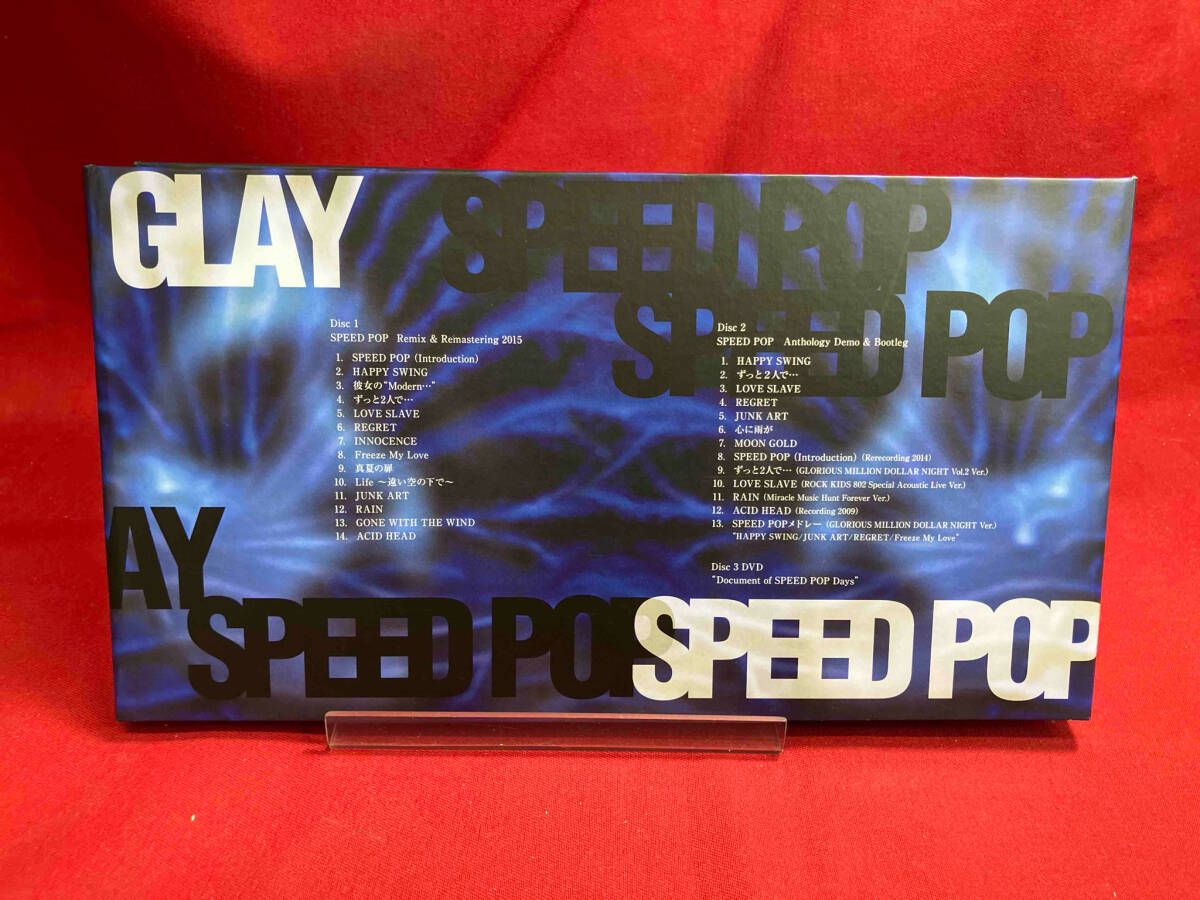 GLAY
SPEED POP
SPEED POP
Disc 1
SPEED POP Remix & Remastering 2015
1. SPEED POP (Introduction)
2. HAPPY SWING
3. 彼女の“Modern…”
4. ずっと2人で…
5. LOVE SLAVE
6. REGRET
7. INNOCENCE
8. Freeze My Love
9. 真夏の扉
10. Life ～遠い空の下で～
11. JUNK ART
12. RAIN
13. GONE WITH THE WIND
14. ACID HEAD
Disc 2
SPEED POP Anthology Demo & Bootleg
1. HAPPY SWING
2. ずっと2人で…
3. LOVE SLAVE
4. REGRET
5. JUNK ART
6. 心に雨が
7. MOON GOLD
8. SPEED POP (Introduction) (Rerecording 2014)
9. ずっと2人で… (GLORIOUS MILLION DOLLAR NIGHT Vol.2 Ver.)
10. LOVE SLAVE (ROCK KIDS 802 Special Acoustic Live Ver.)
11. RAIN (Miracle Music Hunt Forever Ver.)
12. ACID HEAD (Recording 2009)
13. SPEED POPメドレー (GLORIOUS MILLION DOLLAR NIGHT Ver.)
“HAPPY SWING/JUNK ART/REGRET/Freeze My Love”
Disc 3 DVD
“Document of SPEED POP Days”
AY
SPEED POP
SPEED POP